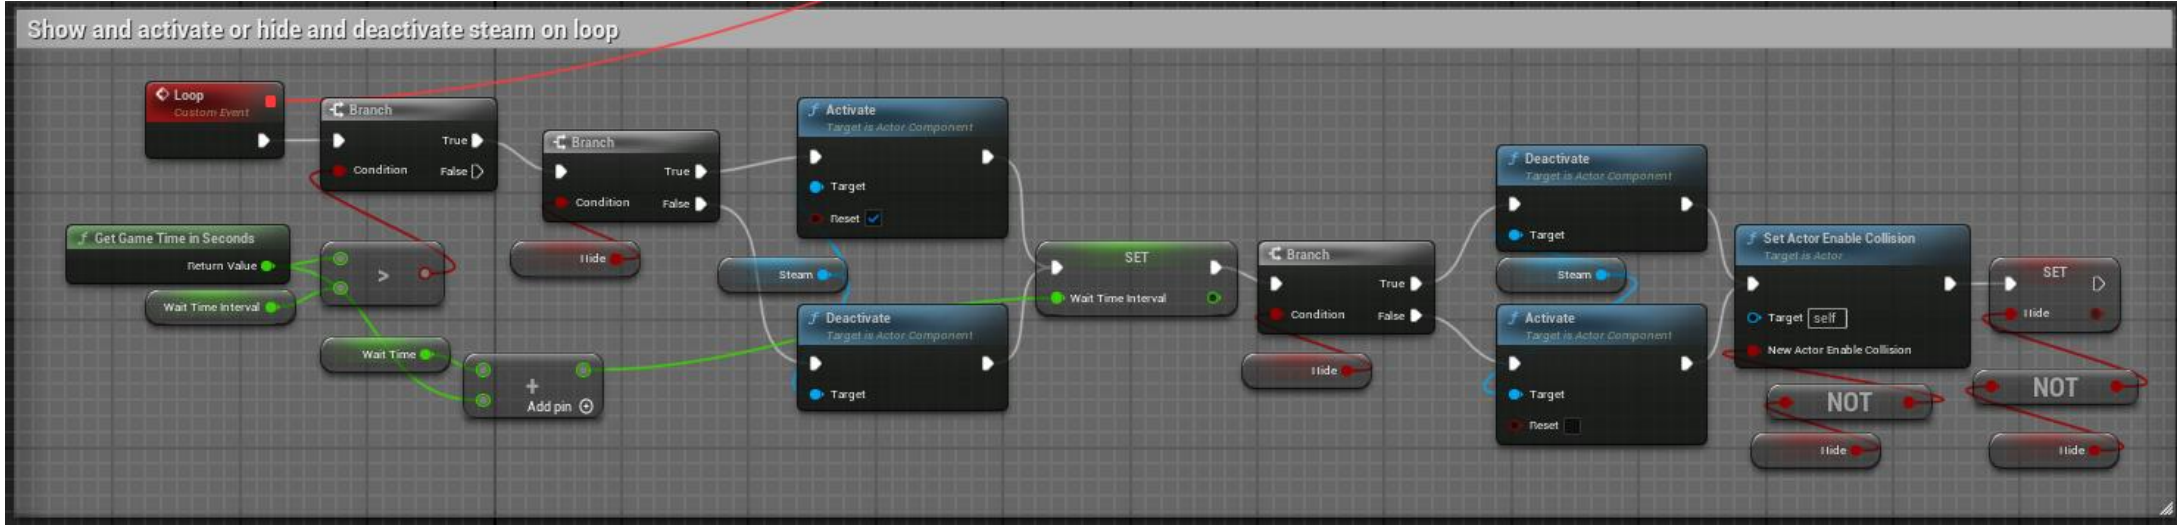 Show and activate or hide and deactivate steam on loop
Loop
Custom Event
Branch
True
Condition
False
Get Game Time in Seconds
Return Value
Wait Time Interval
>
Wait Time
+
Add pin
Branch
True
Condition
False
Hide
Activate
Target is Actor Component
Target
Reset
Steam
Deactivate
Target is Actor Component
Target
SET
Wait Time Interval
Branch
True
Condition
False
Hide
Deactivate
Target is Actor Component
Target
Steam
Activate
Target is Actor Component
Target
Reset
Set Actor Enable Collision
Target is Actor
Target self
New Actor Enable Collision
NOT
Hide
SET
Hide
NOT
Hide